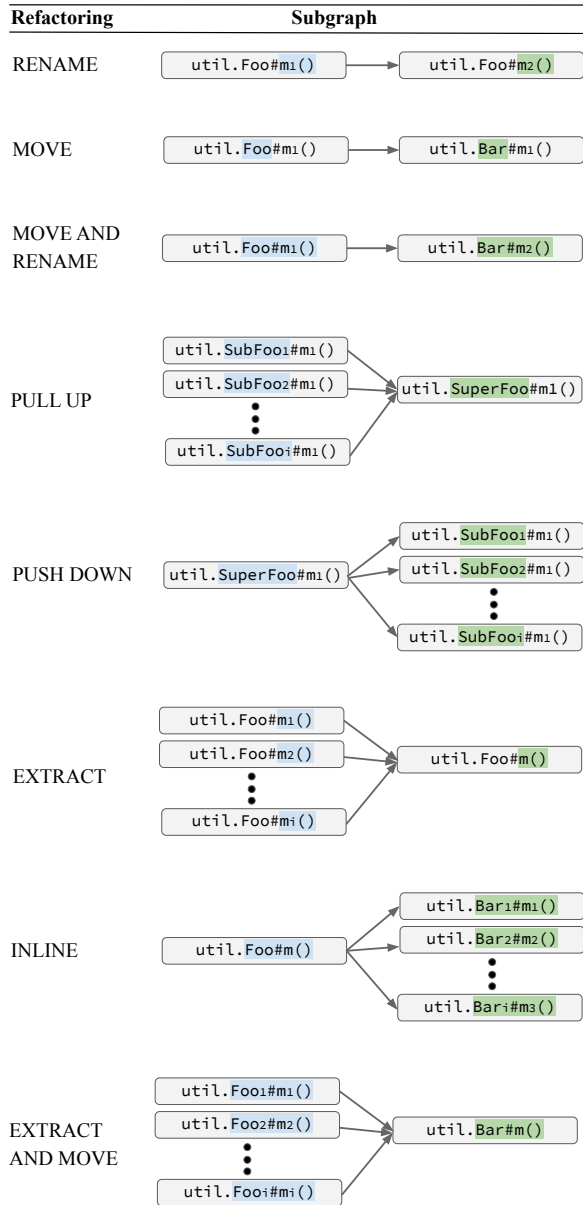 Refactoring Subgraph
RENAME
util.Foo#m₁() util.Foo#m₂()
MOVE
util.Foo#m₁() util.Bar#m₁()
MOVE AND
RENAME
util.Foo#m₁() util.Bar#m₂()
PULL UP
util.SubFoo₁#m₁()
util.SubFoo₂#m₁()
util.SubFooᵢ#m₁()
util.SuperFoo#m1()
PUSH DOWN
util.SuperFoo#m₁()
util.SubFoo₁#m₁()
util.SubFoo₂#m₁()
util.SubFooᵢ#m₁()
EXTRACT
util.Foo#m₁()
util.Foo#m₂()
util.Foo#mᵢ()
util.Foo#m()
INLINE
util.Foo#m()
util.Bar₁#m₁()
util.Bar₂#m₂()
util.Barᵢ#m₃()
EXTRACT
AND MOVE
util.Foo₁#m₁()
util.Foo₂#m₂()
util.Fooᵢ#mᵢ()
util.Bar#m()